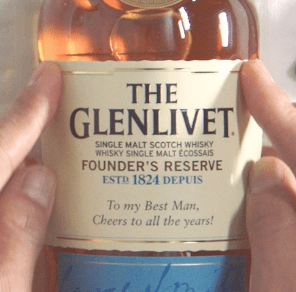 THE
GLENLIVET.
SINGLE MALT SCOTCH WHISKY
WHISKY SINGLE MALT ÉCOSSAIS
FOUNDER'S RESERVE
ESTD 1824 DEPUIS
To my Best Man,
Cheers to all the years!